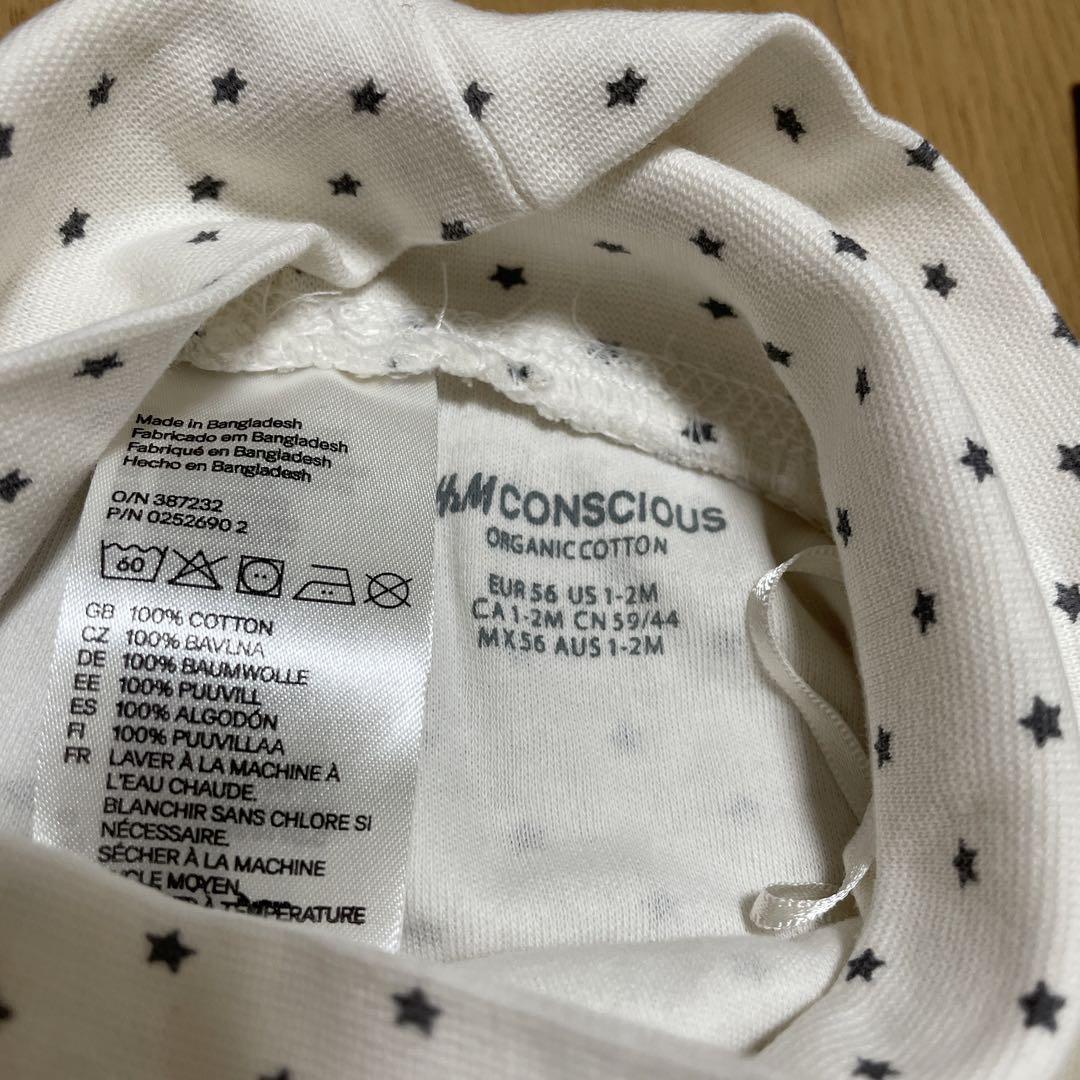 Made in Bangladesh
Fabricado em Bangladesh
Fabriqué en Bangladesh
Hecho en Bangladesh
O/N 387232
P/N 0252690 2
60
GB 100% COTTON
CZ 100% BAVLNA
DE 100% BAUMWOLLE
EE 100% PUUVILL
ES 100% ALGODÓN
FI 100% PUUVILLAA
FR LAVER À LA MACHINE À
L'EAU CHAUDE.
BLANCHIR SANS CHLORE SI
NÉCESSAIRE.
SÉCHER À LA MACHINE
MOYEN
À TEMPÉRATURE
H&M CONSCIOUS
ORGANIC COTTON
EUR 56 US 1-2M
CA 1-2M CN 59/44
MX 56 AUS 1-2M